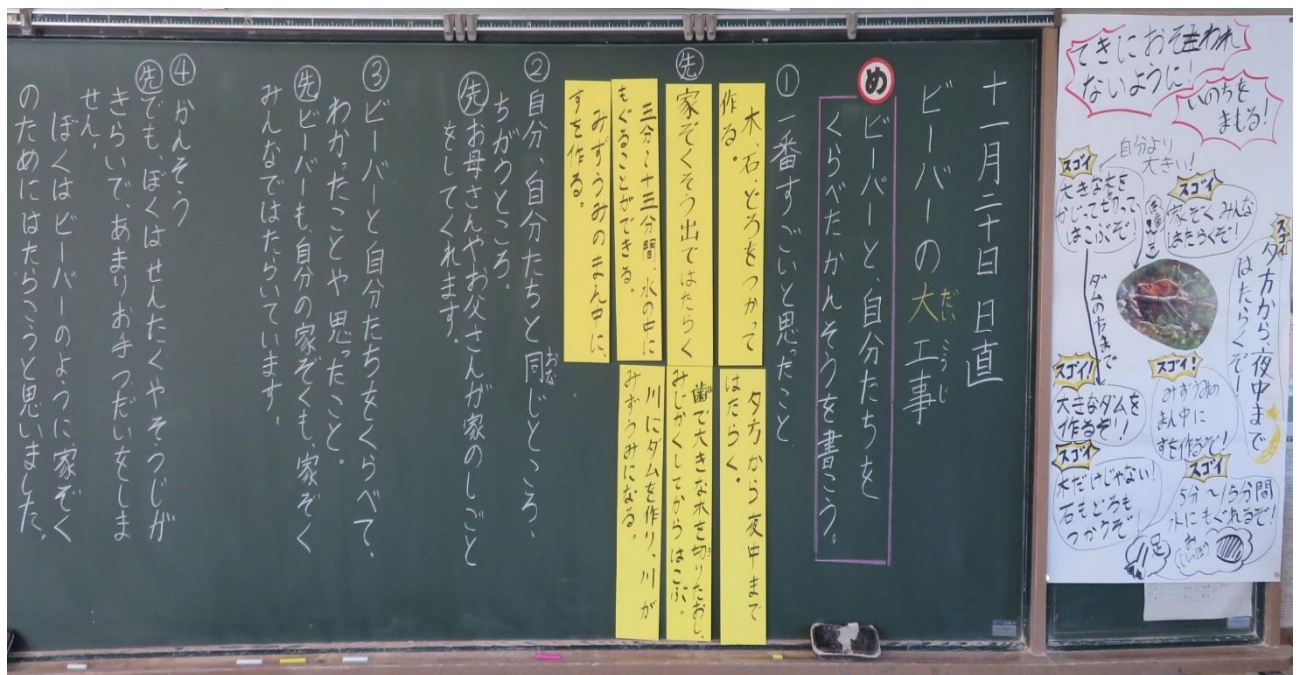 十一月二十日 日直
ビーバーの大工事
だい
こうじ
め
ビーバーと、自分たちを
くらべたかんそうを書こう。
①一番すごいと思ったこと
先
木、石、どろをつかって
作る。
家ぞくそう出ではたらく
三分〜十三分間、水の中に
もぐることができる。
みずうみのまん中に、
すを作る。
夕方から夜中まで
はたらく。
歯で大きな木を切りたおし、
みじかくしてからはこぶ。
川にダムを作り、川が
みずうみになる。
②自分、自分たちと同じところ、
おな
ちがうところ。
先お母さんやお父さんが家のしごと
をしてくれます。
③ビーバーと自分たちをくらべて、
わかったことや思ったこと。
先ビーバーも、自分の家ぞくも、家ぞく
みんなではたらいています。
④かんそう
先でも、ぼくはせんたくやそうじが
きらいで、あまりお手つだいをしま
せん。
ぼくはビーバーのように家ぞく
のためにはたらこうと思いました。
てきにおそわれ
ないように!
いのちを
まもる!
自分より
大きい!
スゴイ
大きな木を
かじって切って、
はこぶぞ!
スゴイ
家ぞくみんな
はたらくぞ!
スゴイ
夕方から、夜中まで
はたらくぞ!
ダムの方まで
スゴイ!
大きなダムを
作るぞ!
スゴイ!
みずうみの
まん中に
すを作るぞ!
スゴイ
木だけじゃない!
石もどろも
つかうぞ!
スゴイ
5分〜15分間
水にもぐれるぞ!
足